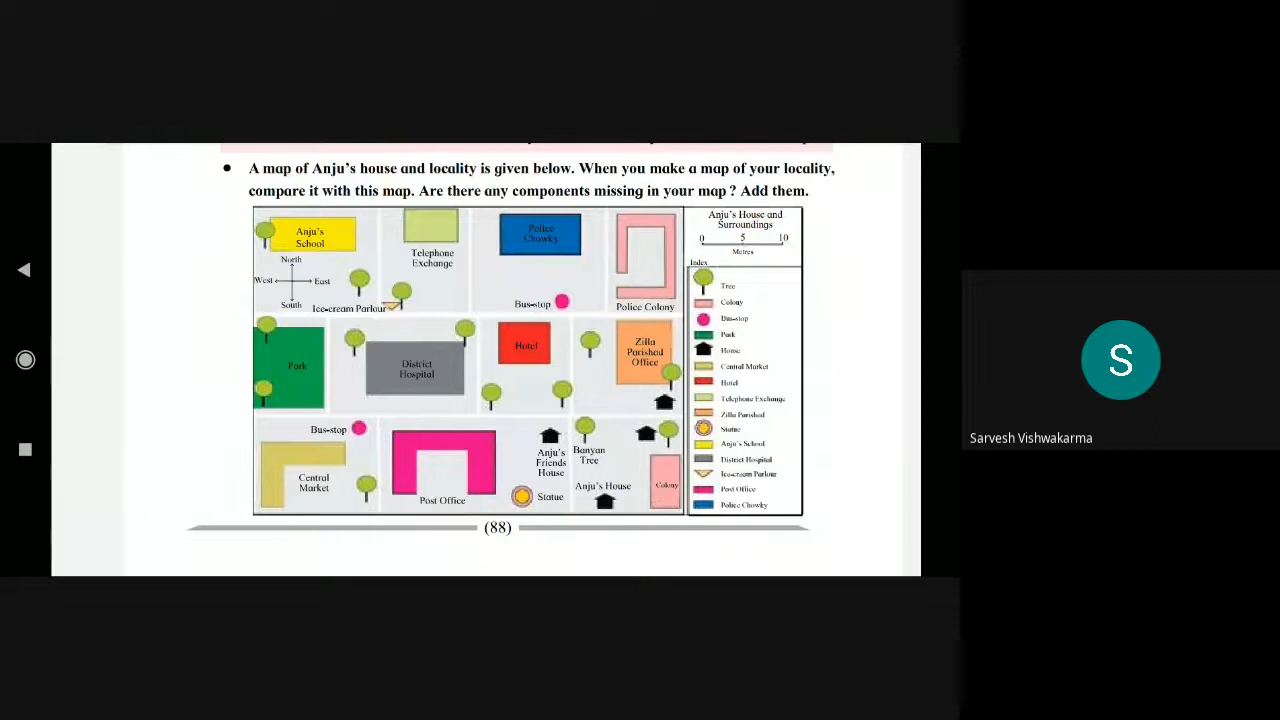 ● A map of Anju's house and locality is given below. When you make a map of your locality,
compare it with this map. Are there any components missing in your map ? Add them.
Anju's
School
Telephone
Exchange
Police
Chowky
Police Colony
North
West
East
South
Ice-cream Parlour
Bus-stop
Park
District
Hospital
Hotel
Zilla
Parishad
Office
Bus-stop
Central
Market
Post Office
Anju's
Friends
House
Statue
Banyan
Tree
Anju's House
Colony
Anju's House and
Surroundings
0 5 10
Metres
Index
Tree
Colony
Bus-stop
Park
House
Central Market
Hotel
Telephone Exchange
Zilla Parishad
Statue
Anju's School
District Hospital
Ice-cream Parlour
Post Office
Police Chowky
(88)
S
Sarvesh Vishwakarma